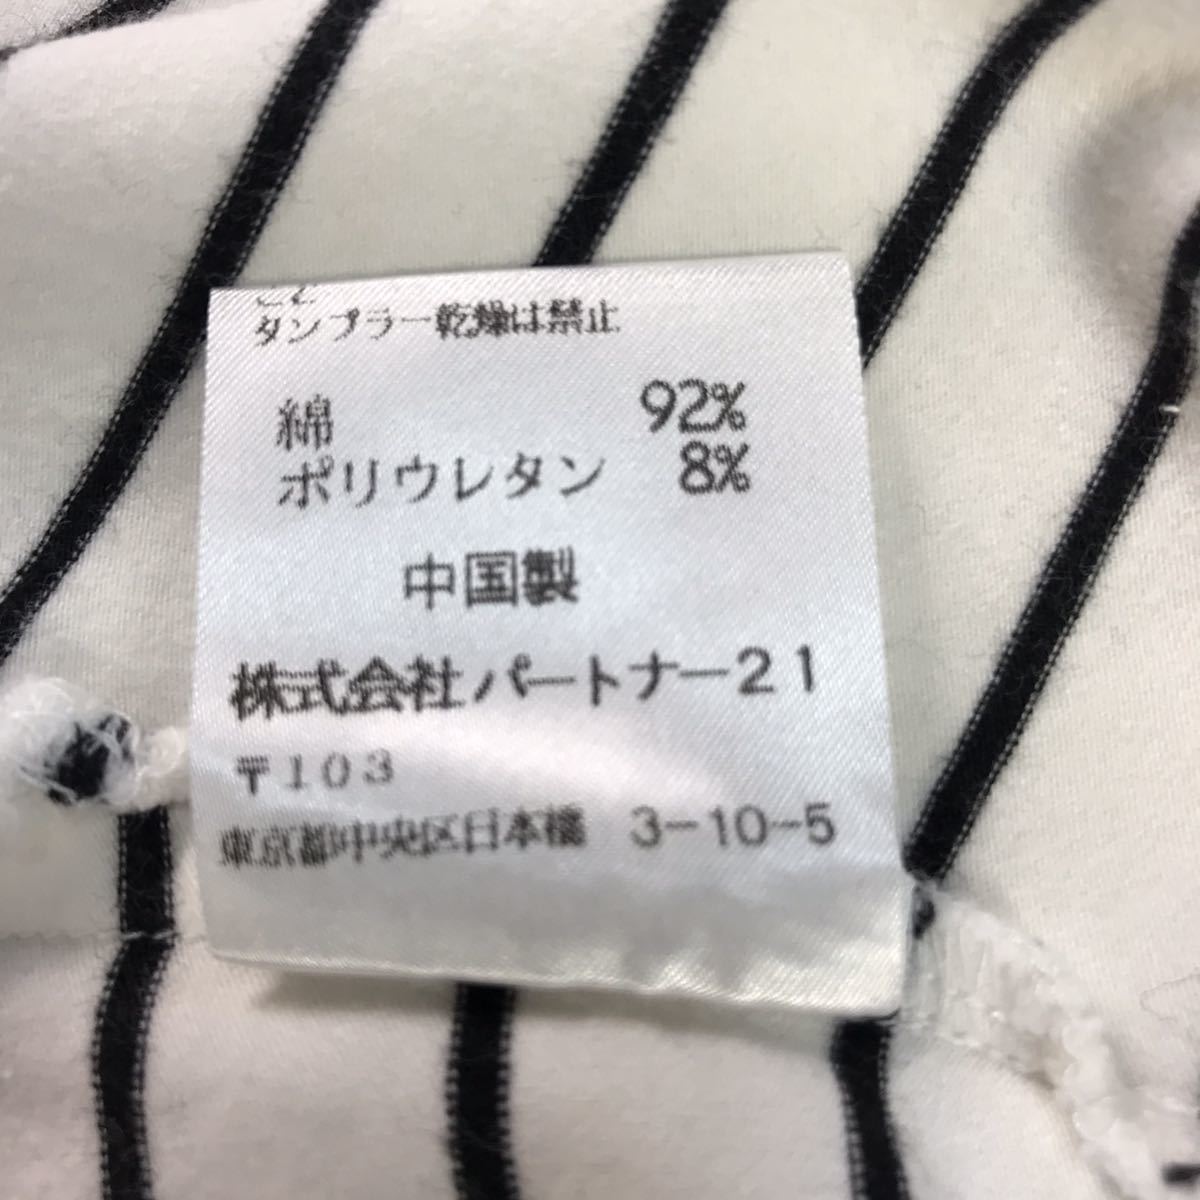 タンブラー乾燥は禁止
綿 92%
ポリウレタン 8%
中国製
株式会社パートナー21
〒103
東京都中央区日本橋 3-10-5